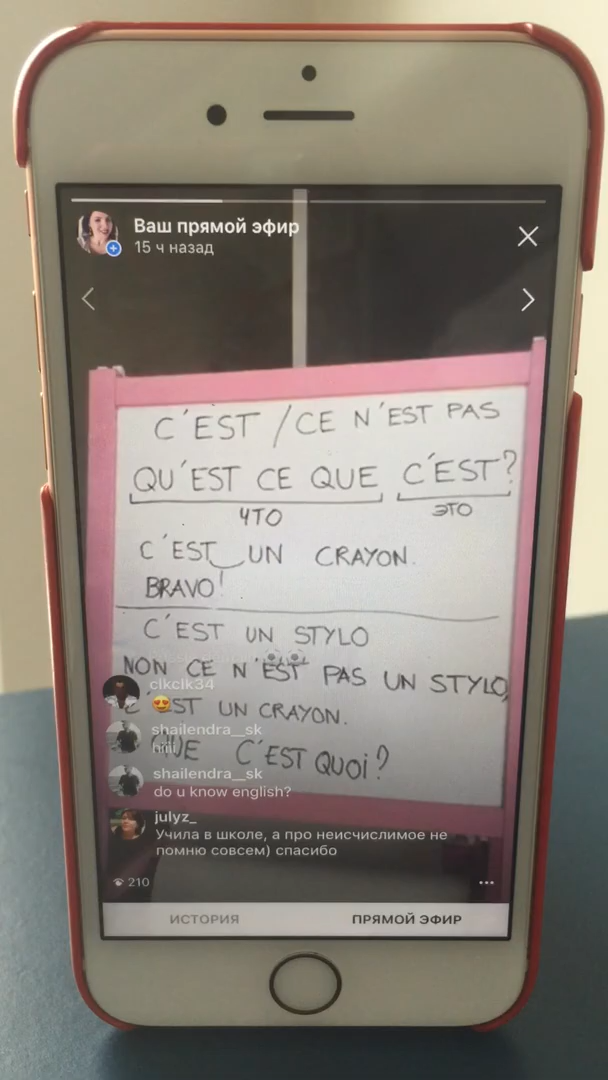 Ваш прямой эфир
15 ч назад
C'EST / CE N'EST PAS
QU'EST CE QUE C'EST?
ЧТО ЭТО
C'EST UN CRAYON.
BRAVO!
C'EST UN STYLO
NON CE N'EST PAS UN STYLO,
C'EST UN CRAYON.
clkclk34
😍
C'EST QUOI?
shailendra__sk
hiiii
shailendra__sk
do u know english?
julyz_
Училa в школе, а про неисчислимое не
помню совсем) спасибо
210
ИСТОРИЯ ПРЯМОЙ ЭФИР